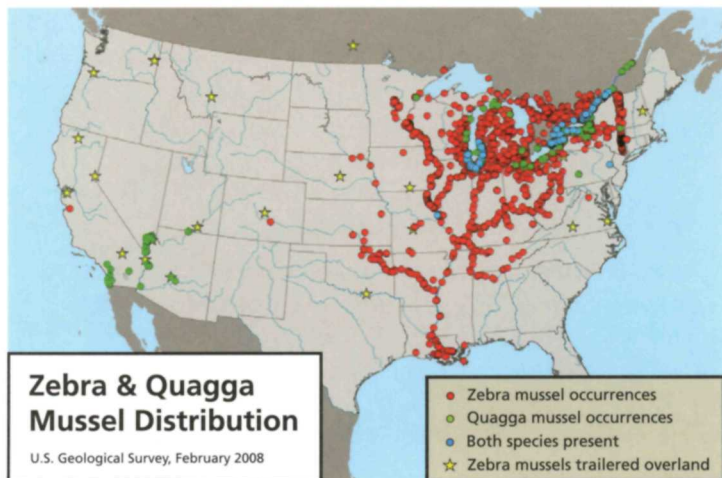 Zebra & Quagga
Mussel Distribution
U.S. Geological Survey, February 2008
Zebra mussel occurrences
Quagga mussel occurrences
Both species present
Zebra mussels trailered overland